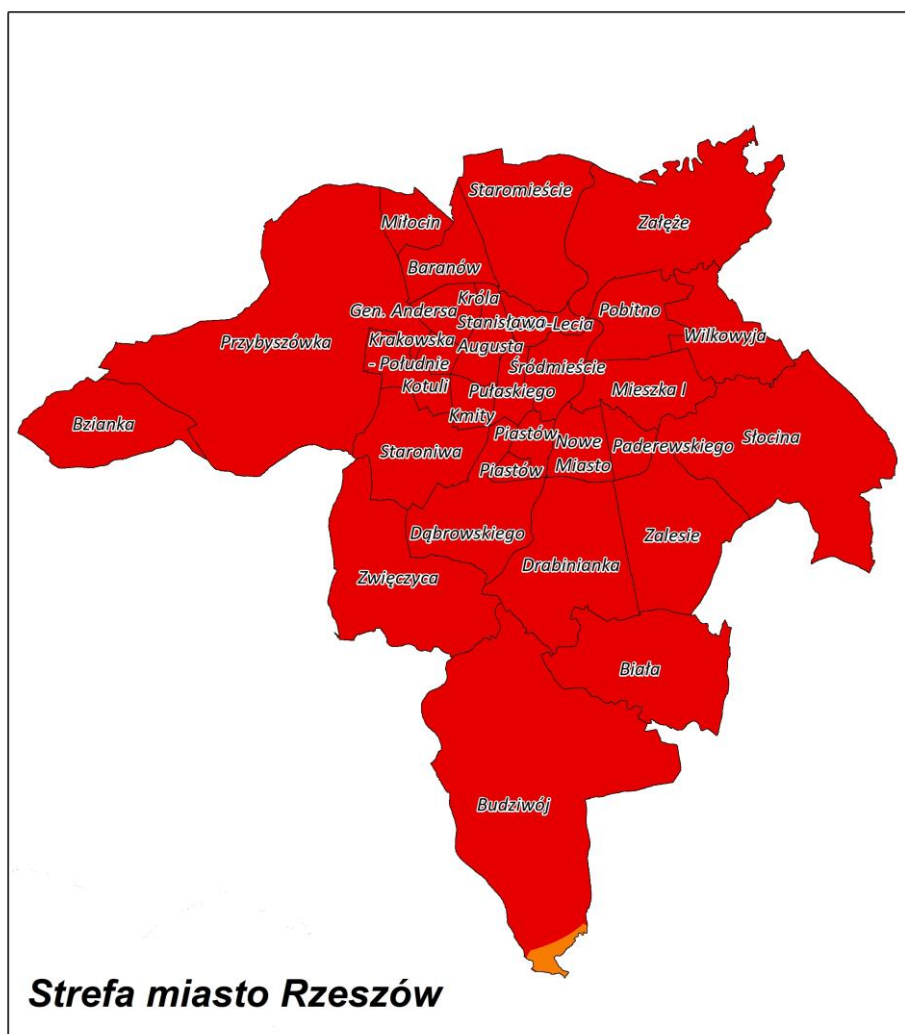 Staromieście
Miłocin
Załęże
Baranów
Króla
Gen. Andersa
Pobitno
Stanisława
-Lecia
Przybyszówka
Krakowska
Augusta
Wilkowyja
- Południe
Śródmieście
Kotuli
Pułaskiego
Mieszka I
Kmity
Bzianka
Piastów
Nowe
Paderewskiego
Słocina
Staroniwa
Piastów
Miasto
Dąbrowskiego
Zalesie
Drabinianka
Zwięczyca
Biała
Budziwój
Strefa miasto Rzeszów